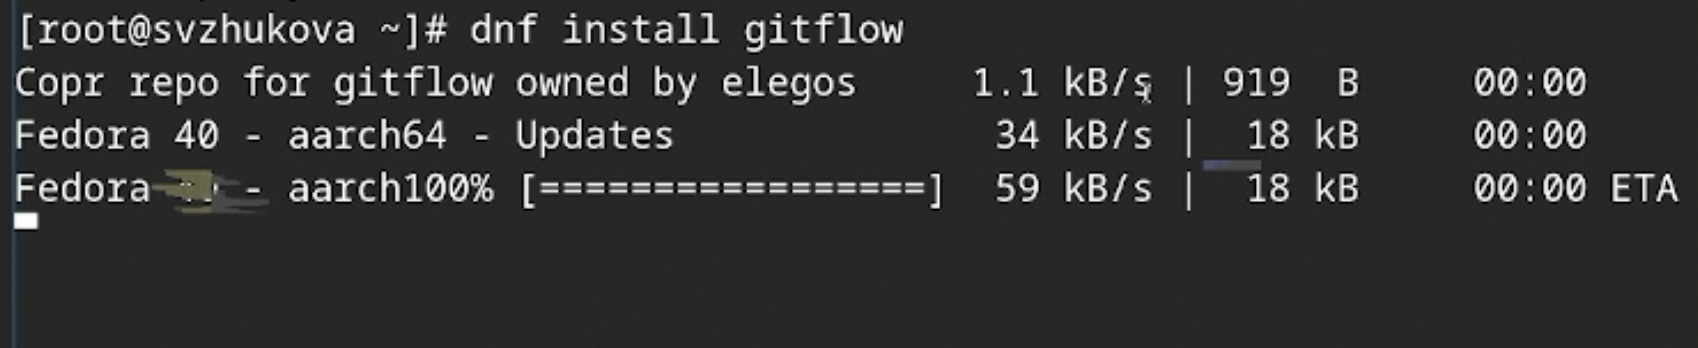 [root@svzhukova ~]# dnf install gitflow
Copr repo for gitflow owned by elegos 1.1 kB/s | 919 B 00:00
Fedora 40 - aarch64 - Updates 34 kB/s | 18 kB 00:00
Fedora - aarch100% [=================] 59 kB/s | 18 kB 00:00 ETA